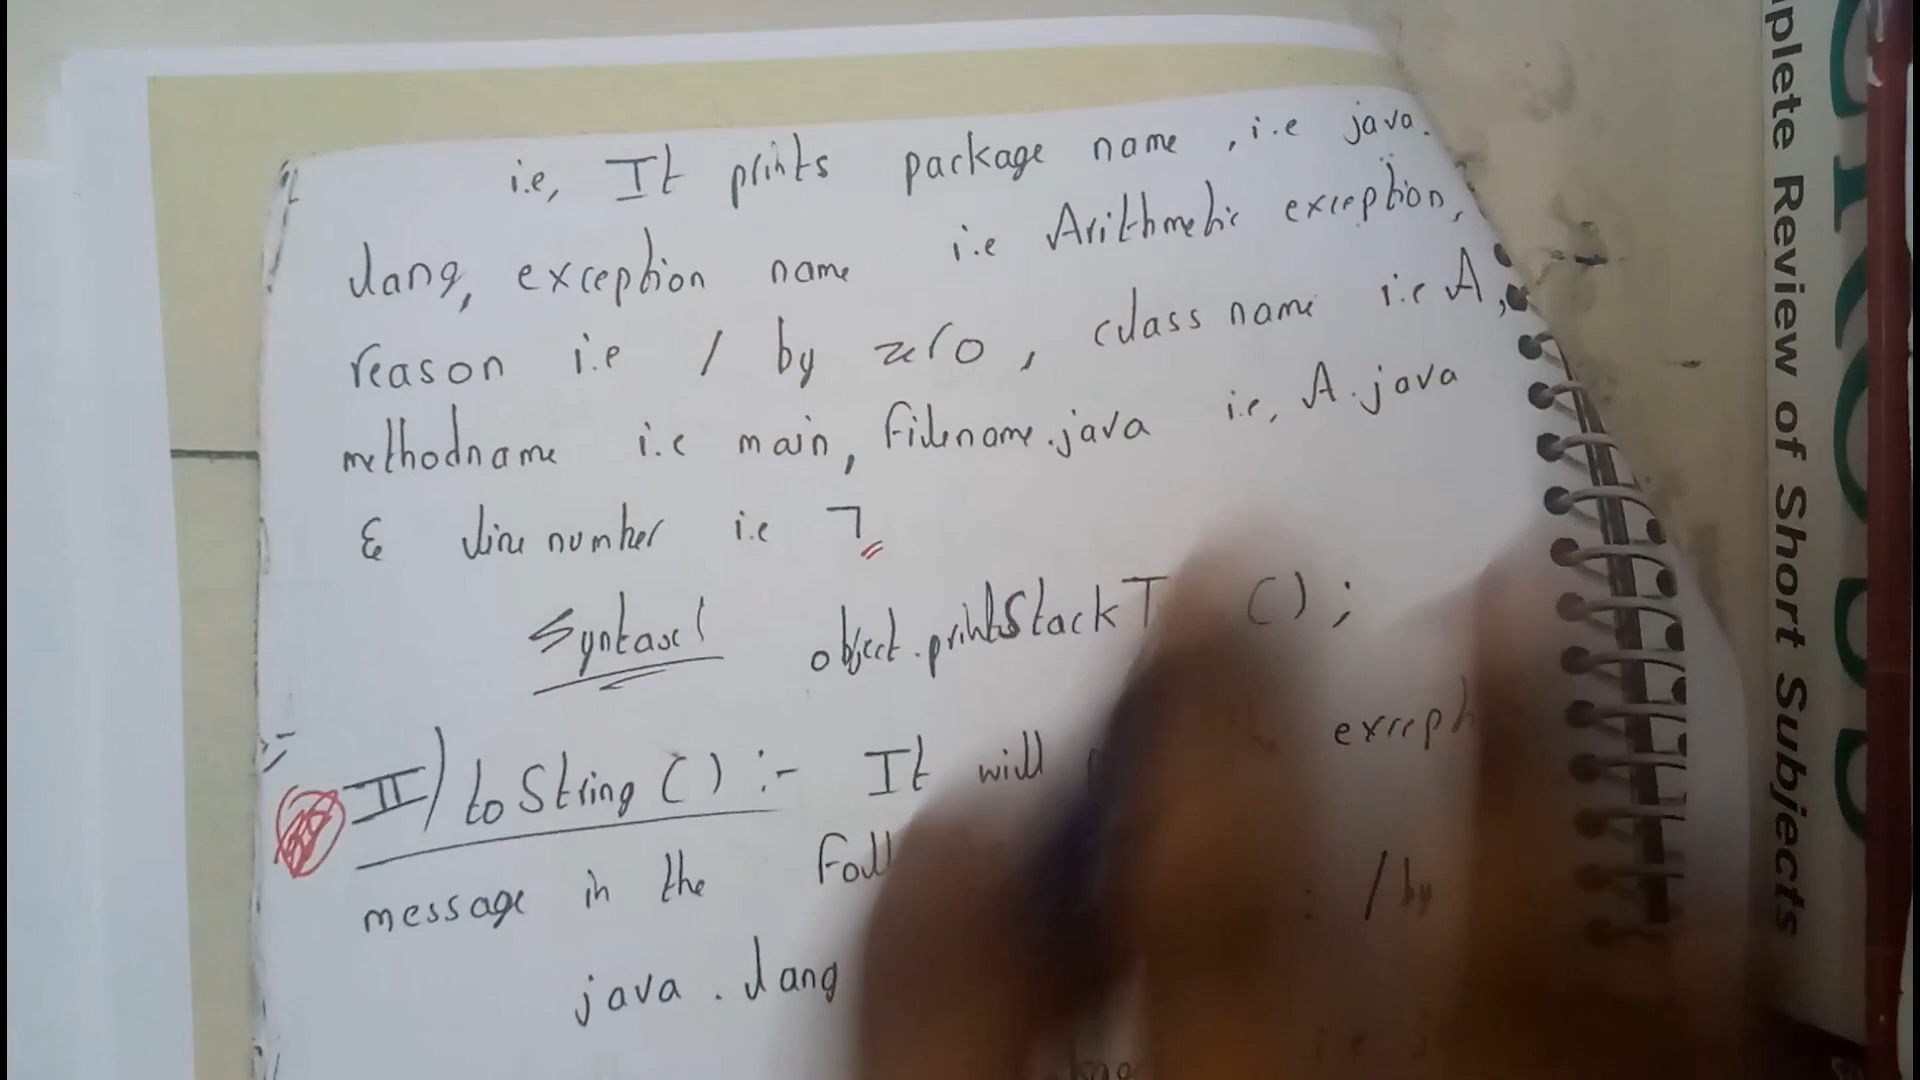 i.e, It prints package name , i.e java.
lang, exception name i.e Arithmetic exception,
reason i.e / by zero , class name i.e A,
methodname i.e main, Filename.java i.e, A.java
& line number i.e 7
Syntax! object.printStackT ();
II) toString() :- It will
message in the
: / by
java . lang
plete Review of Short Subjects